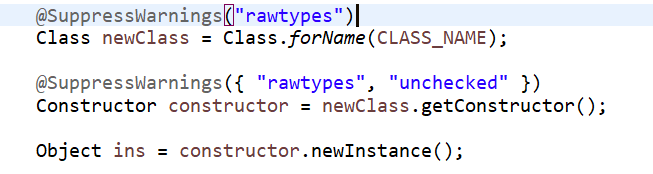 @SuppressWarnings("rawtypes")
Class newClass = Class.forName(CLASS_NAME);
@SuppressWarnings({ "rawtypes", "unchecked" })
Constructor constructor = newClass.getConstructor();
Object ins = constructor.newInstance();